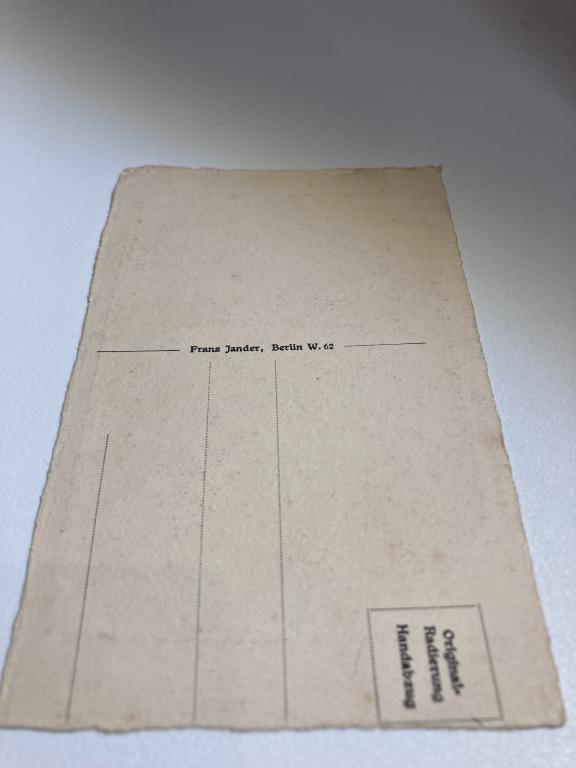 Franz Jander, Berlin W. 62
Original-
Radierung
Handabzug